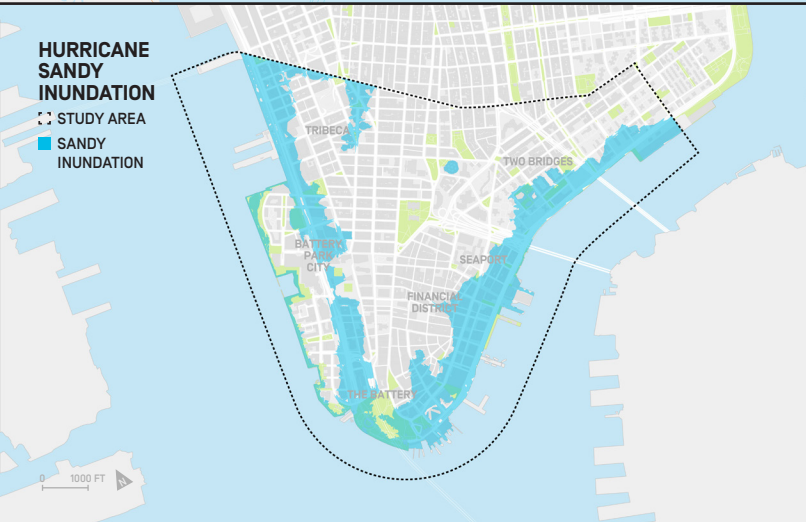 HURRICANE
SANDY
INUNDATION
STUDY AREA
SANDY
INUNDATION
TRIBECA
TWO BRIDGES
BATTERY
PARK
CITY
SEAPORT
FINANCIAL
DISTRICT
THE BATTERY
0 1000 FT N